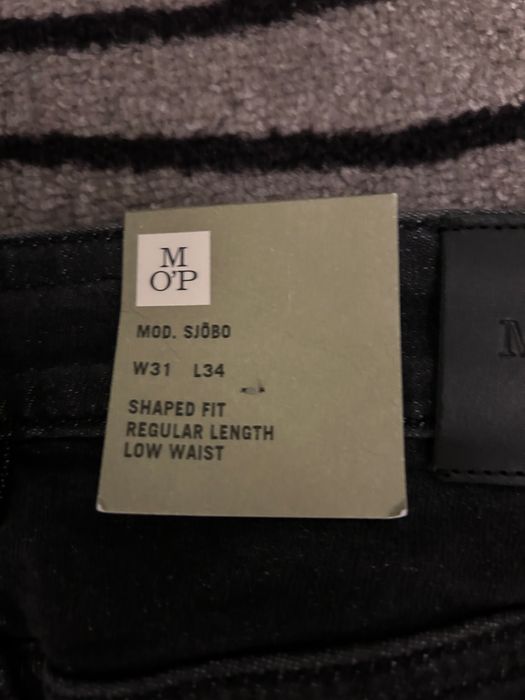 M
O'P
MOD. SJÖBO
W31 L34
SHAPED FIT
REGULAR LENGTH
LOW WAIST
M